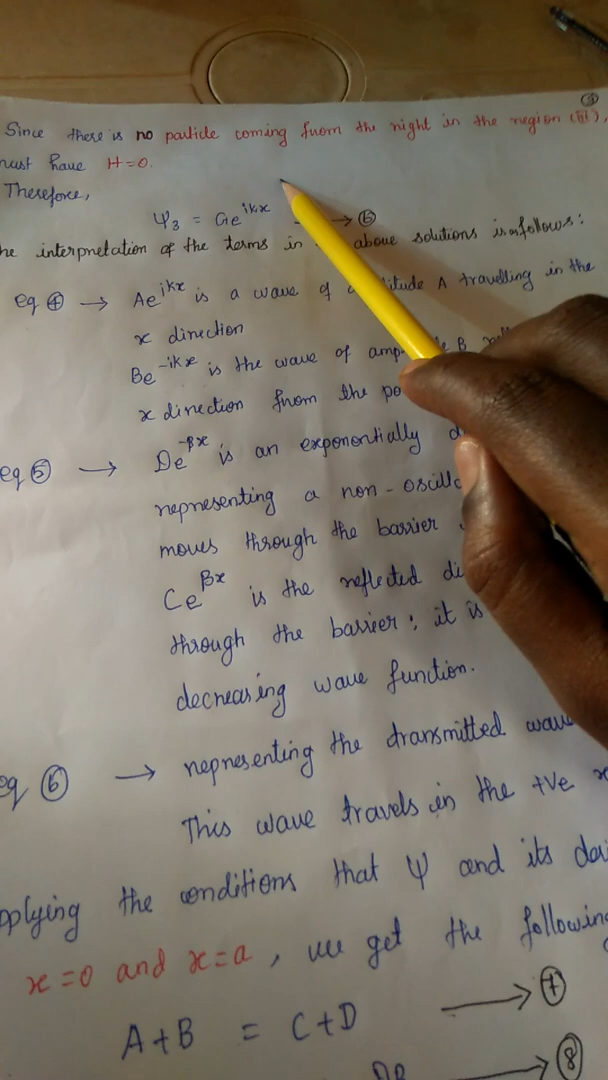 ③
Since there is no particle coming from the right in the region (III),
must have H=0.
Therefore,
Ψ₃ = Ge^{ikx} → ⑥
the interpretation of the terms in above solutions is as follows:
eq ④ → Ae^{ikx} is a wave of amplitude A travelling in the
x direction
Be^{-ikx} is the wave of B
x direction from the
eq ⑤ → De^{-βx} is an exponentially
representing a non-
moves through the barrier
Ce^{βx} is the reflected
through the barrier; it is
decreasing wave function.
eq ⑥ → representing the transmitted wave
This wave travels in the +ve x
applying the conditions that Ψ and its
x=0 and x=a, we get the following
A+B = C+D → ⑦
De → ⑧